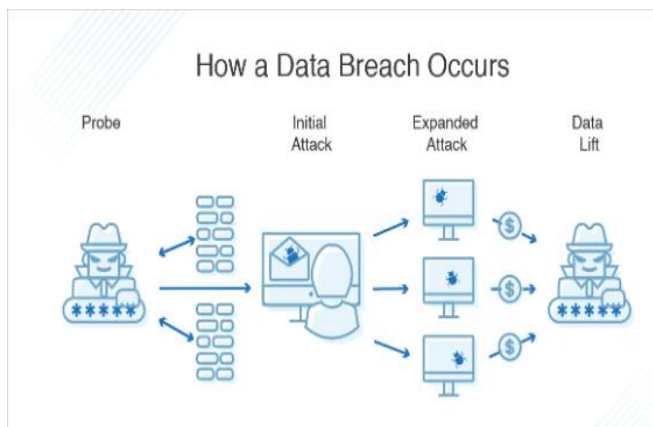 How a Data Breach Occurs
Probe
Initial
Attack
Expanded
Attack
Data
Lift
*****
$
$
$
*****